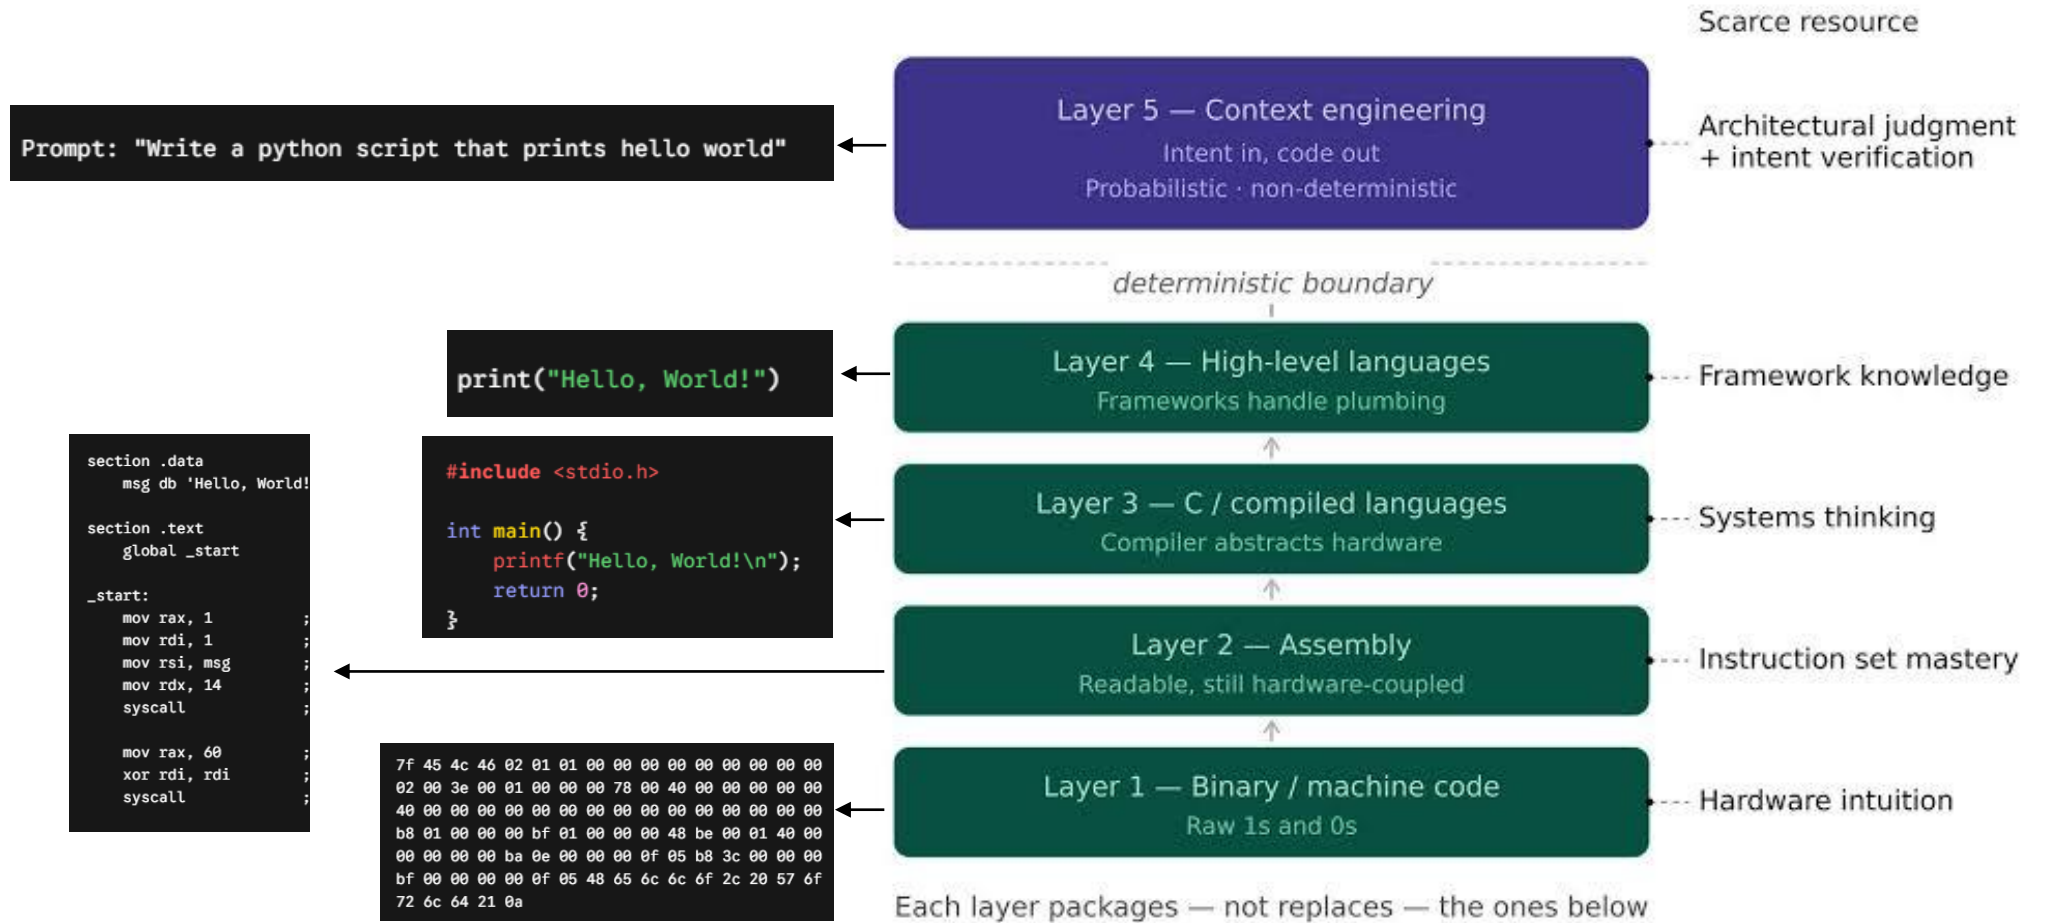 Scarce resource
Prompt: "Write a python script that prints hello world"
Layer 5 — Context engineering
Intent in, code out
Probabilistic · non-deterministic
Architectural judgment
+ intent verification
deterministic boundary
print("Hello, World!")
Layer 4 — High-level languages
Frameworks handle plumbing
Framework knowledge
section .data
    msg db 'Hello, World!
section .text
    global _start
_start:
    mov rax, 1          ;
    mov rdi, 1          ;
    mov rsi, msg        ;
    mov rdx, 14         ;
    syscall             ;
    mov rax, 60         ;
    xor rdi, rdi        ;
    syscall             ;
#include <stdio.h>
int main() {
    printf("Hello, World!\n");
    return 0;
}
Layer 3 — C / compiled languages
Compiler abstracts hardware
Systems thinking
Layer 2 — Assembly
Readable, still hardware-coupled
Instruction set mastery
7f 45 4c 46 02 01 01 00 00 00 00 00 00 00 00 00
02 00 3e 00 01 00 00 00 78 00 40 00 00 00 00 00
40 00 00 00 00 00 00 00 00 00 00 00 00 00 00 00
b8 01 00 00 00 bf 01 00 00 00 48 be 00 01 40 00
00 00 00 00 ba 0e 00 00 00 0f 05 b8 3c 00 00 00
bf 00 00 00 00 0f 05 48 65 6c 6c 6f 2c 20 57 6f
72 6c 64 21 0a
Layer 1 — Binary / machine code
Raw 1s and 0s
Hardware intuition
Each layer packages — not replaces — the ones below